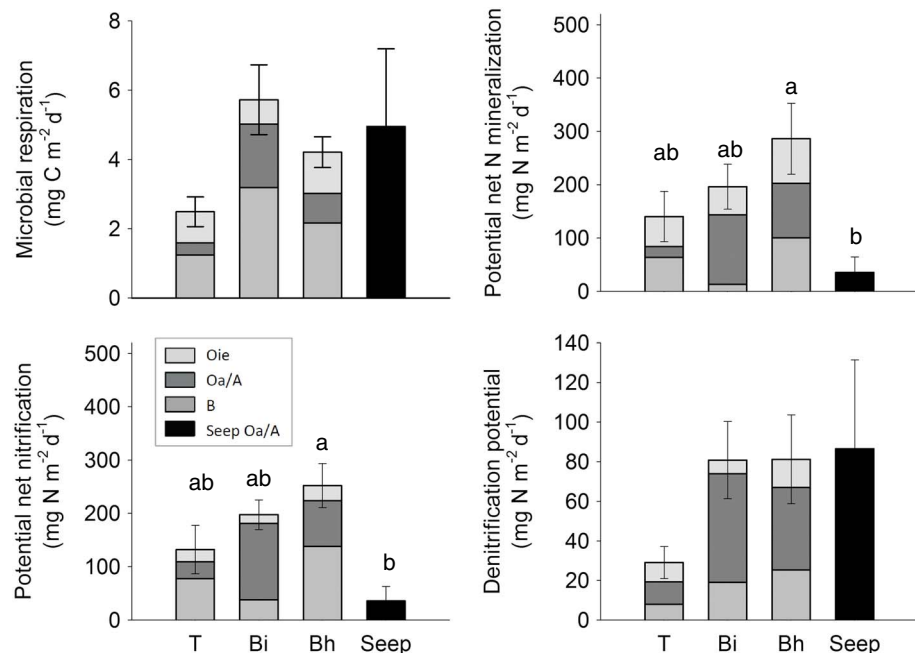 Microbial respiration
(mg C m⁻² d⁻¹)
8
6
4
2
0
Potential net N mineralization
(mg N m⁻² d⁻¹)
500
400
300
200
100
0
ab
ab
a
b
Potential net nitrification
(mg N m⁻² d⁻¹)
500
400
300
200
100
0
Oie
Oa/A
B
Seep Oa/A
ab
ab
a
b
T
Bi
Bh
Seep
Denitrification potential
(mg N m⁻² d⁻¹)
140
120
100
80
60
40
20
0
T
Bi
Bh
Seep